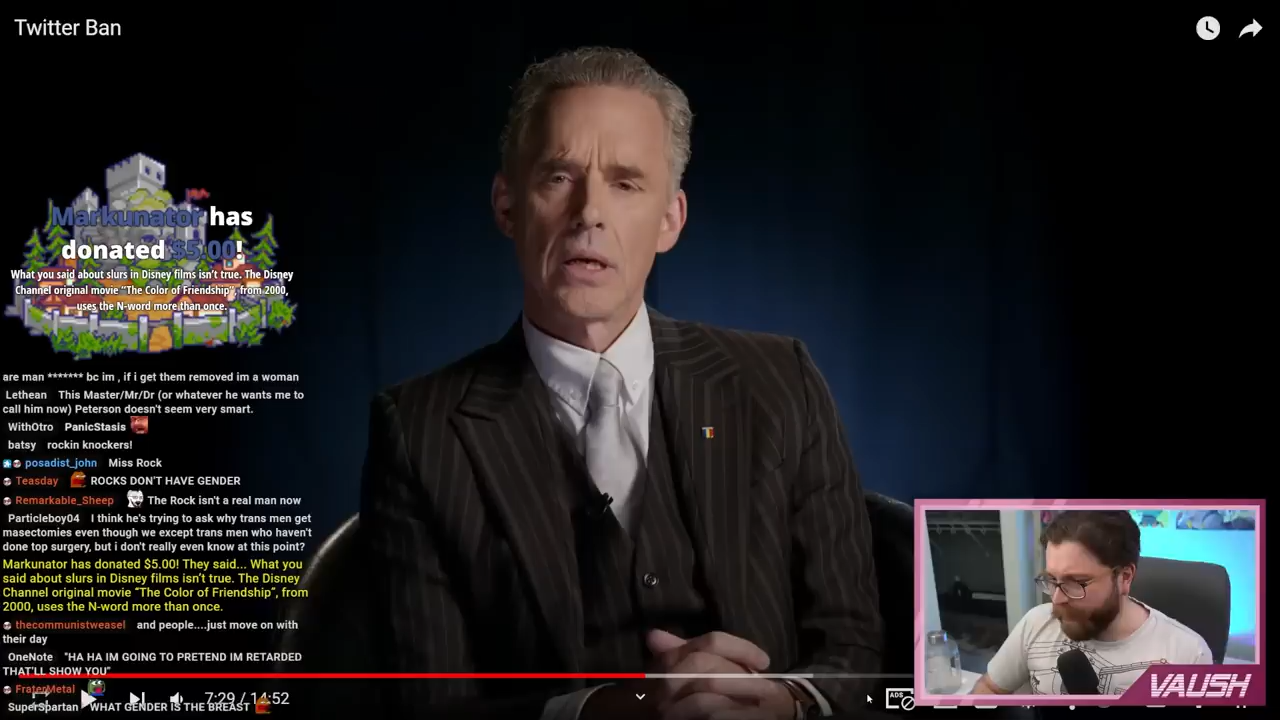 Twitter Ban
Markunator has
donated $5.00!
What you said about slurs in Disney films isn't true. The Disney
Channel original movie "The Color of Friendship", from 2000,
uses the N-word more than once.
are man ******* bc im , if i get them removed im a woman
Lethean This Master/Mr/Dr (or whatever he wants me to
call him now) Peterson doesn't seem very smart.
WithOtro PanicStasis
batsy rockin knockers!
posadist_john Miss Rock
Teasday ROCKS DON'T HAVE GENDER
Remarkable_Sheep The Rock isn't a real man now
Particleboy04 I think he's trying to ask why trans men get
masectomies even though we except trans men who haven't
done top surgery, but i don't really even know at this point?
Markunator has donated $5.00! They said... What you
said about slurs in Disney films isn't true. The Disney
Channel original movie "The Color of Friendship", from
2000, uses the N-word more than once.
thecommunistweasel and people....just move on with
their day
OneNote "HA HA IM GOING TO PRETEND IM RETARDED
THAT'LL SHOW YOU"
FraterMetal
7:29 / 14:52
SuperSpartan WHAT GENDER IS THE BREAST
ADS
VAUSH